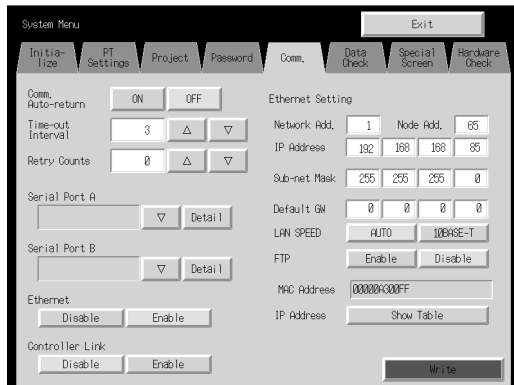 System Menu
Exit
Initia-
lize
PT
Settings
Project
Password
Comm.
Data
Check
Special
Screen
Hardware
Check
Comm.
Auto-return
ON
OFF
Time-out
Interval
3
△
▽
Retry Counts
0
△
▽
Serial Port A
▽
Detail
Serial Port B
▽
Detail
Ethernet
Disable
Enable
Controller Link
Disable
Enable
Ethernet Setting
Network Add.
1
Node Add.
65
IP Address
192
168
168
85
Sub-net Mask
255
255
255
0
Default GW
0
0
0
0
LAN SPEED
AUTO
10BASE-T
FTP
Enable
Disable
MAC Address
00000A300FF
IP Address
Show Table
Write